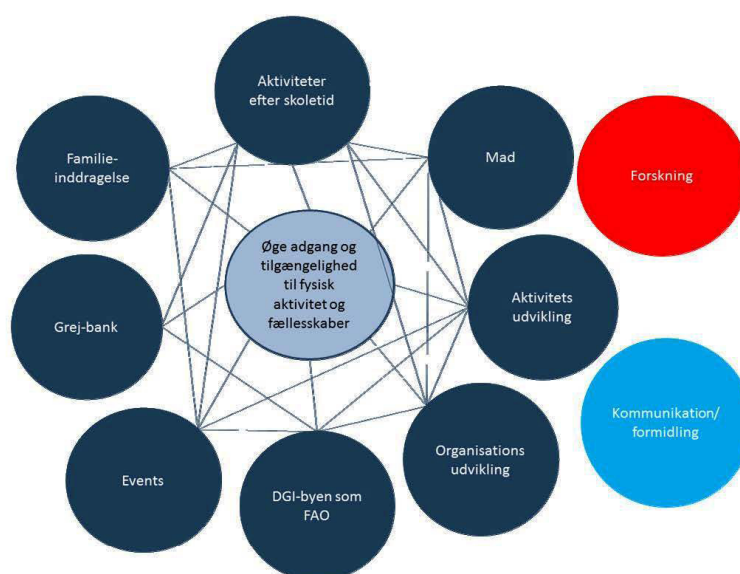 Aktiviteter
efter skoletid
Familie-
inddragelse
Mad
Forskning
Øge adgang og
tilgængelighed
til fysisk
aktivitet og
fællesskaber
Grej-bank
Aktivitets
udvikling
Kommunikation/
formidling
Events
DGI-byen som
FAO
Organisations
udvikling